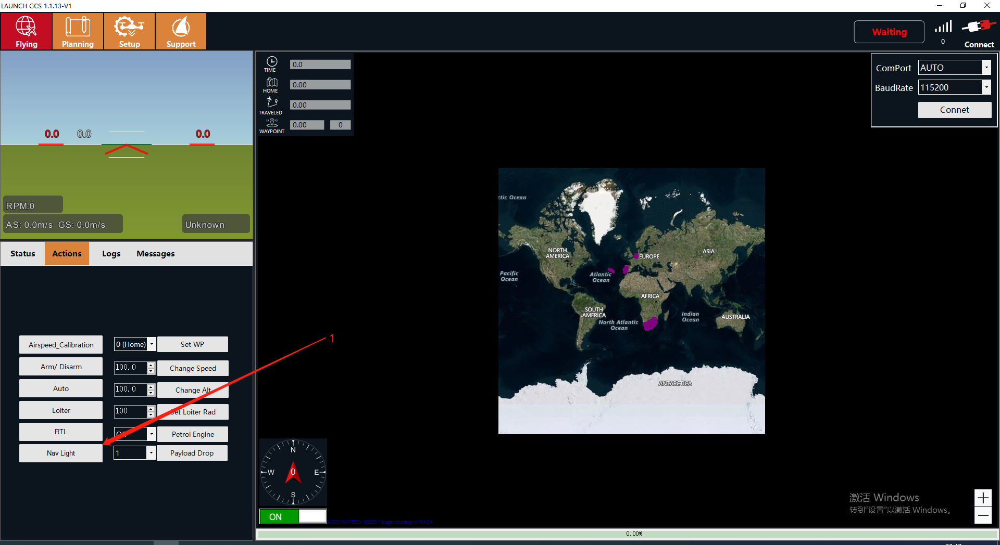 LAUNCH GCS 1.1.13-V1
Flying
Planning
Setup
Support
Waiting
0
Connect
TIME
0.0
HOME
0.00
TRAVELED
0.00
WAYPOINT
0.00
0
ComPort
AUTO
BaudRate
115200
Connet
0.0
0.0
0.0
RPM:0
AS: 0.0m/s GS: 0.0m/s
Unknown
Status
Actions
Logs
Messages
Airspeed_Calibration
0 (Home)
Set WP
Arm/ Disarm
100. 0
Change Speed
Auto
100. 0
Change Alt
Loiter
100
Set Loiter Rad
RTL
Petrol Engine
Nav Light
1
Payload Drop
1
ctic Ocean
NORTH
AMERICA
EUROPE
ASIA
Pacific
Ocean
Atlantic
Ocean
AFRICA
SOUTH
AMERICA
North Atlantic
Ocean
Indian
Ocean
AUSTRALIA
ANTARCTICA
N
W
0
E
S
ON
©2023 NAVTEQ, ©2023 Image courtesy of NASA
激活 Windows
转到"设置"以激活 Windows。
0.00%